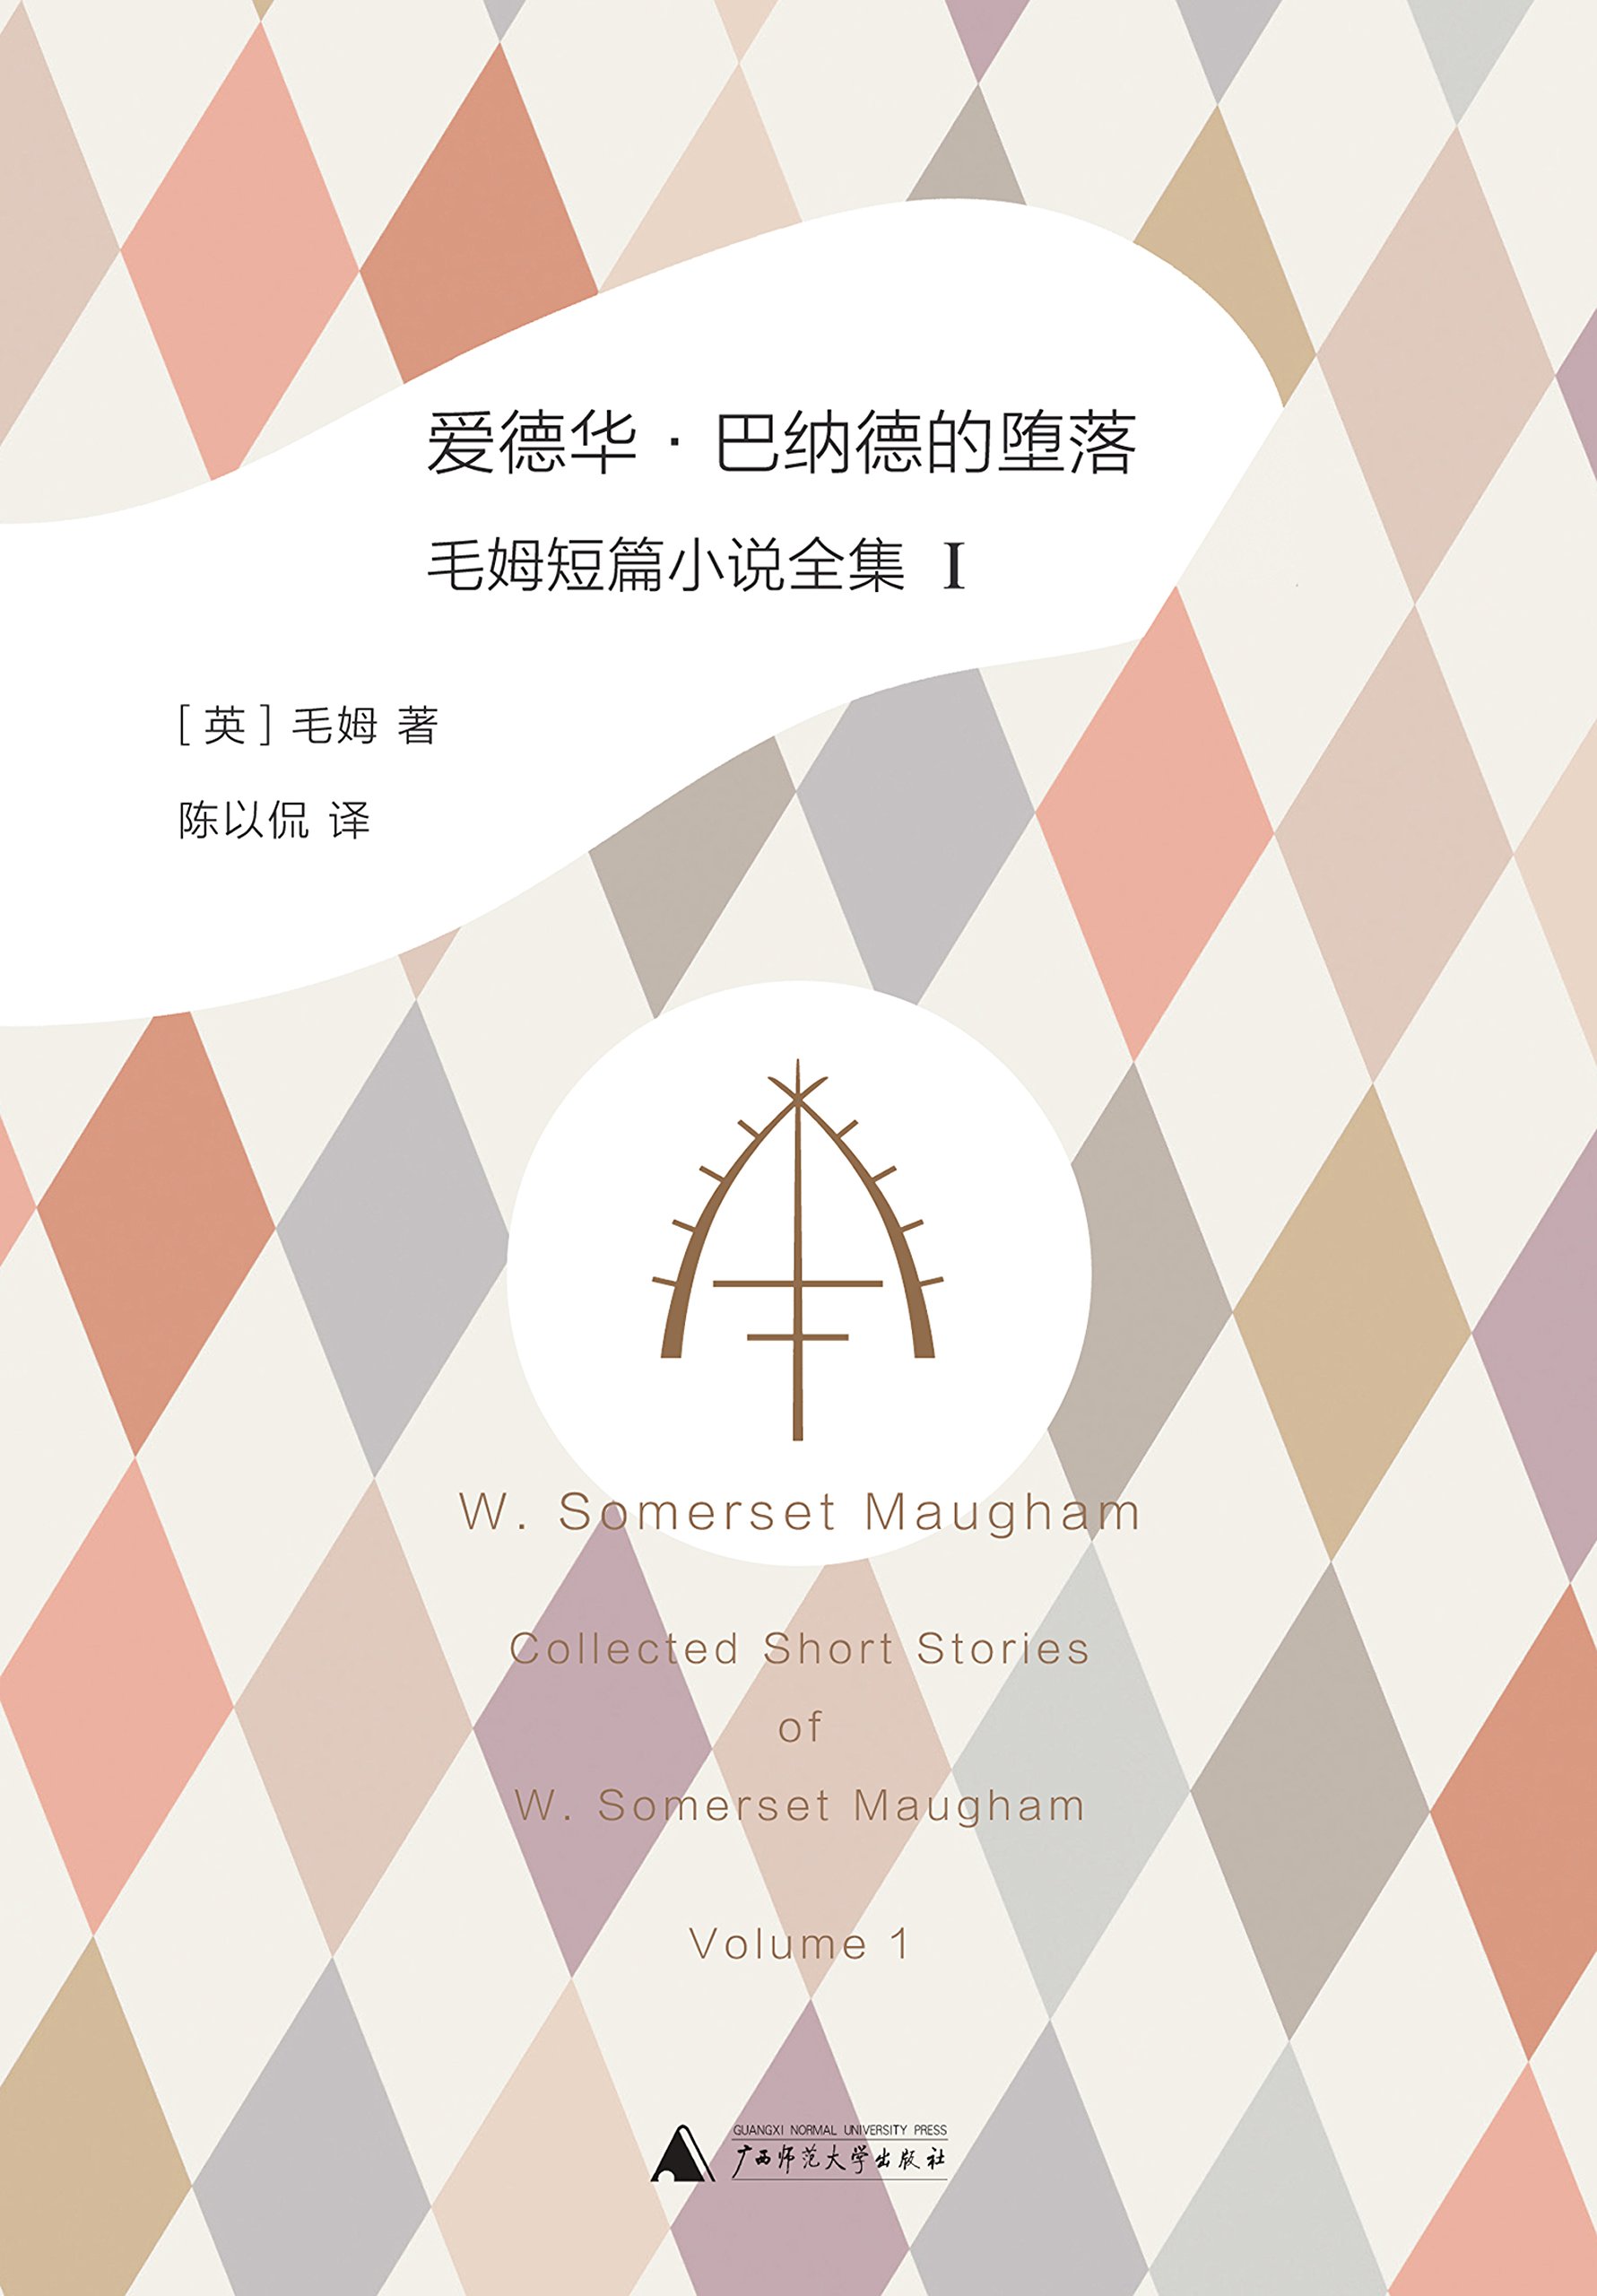 爱德华·巴纳德的堕落
毛姆短篇小说全集 I
［英］毛姆 著
陈以侃 译
W. Somerset Maugham
Collected Short Stories
of
W. Somerset Maugham
Volume 1
GUANGXI NORMAL UNIVERSITY PRESS
广西师范大学出版社